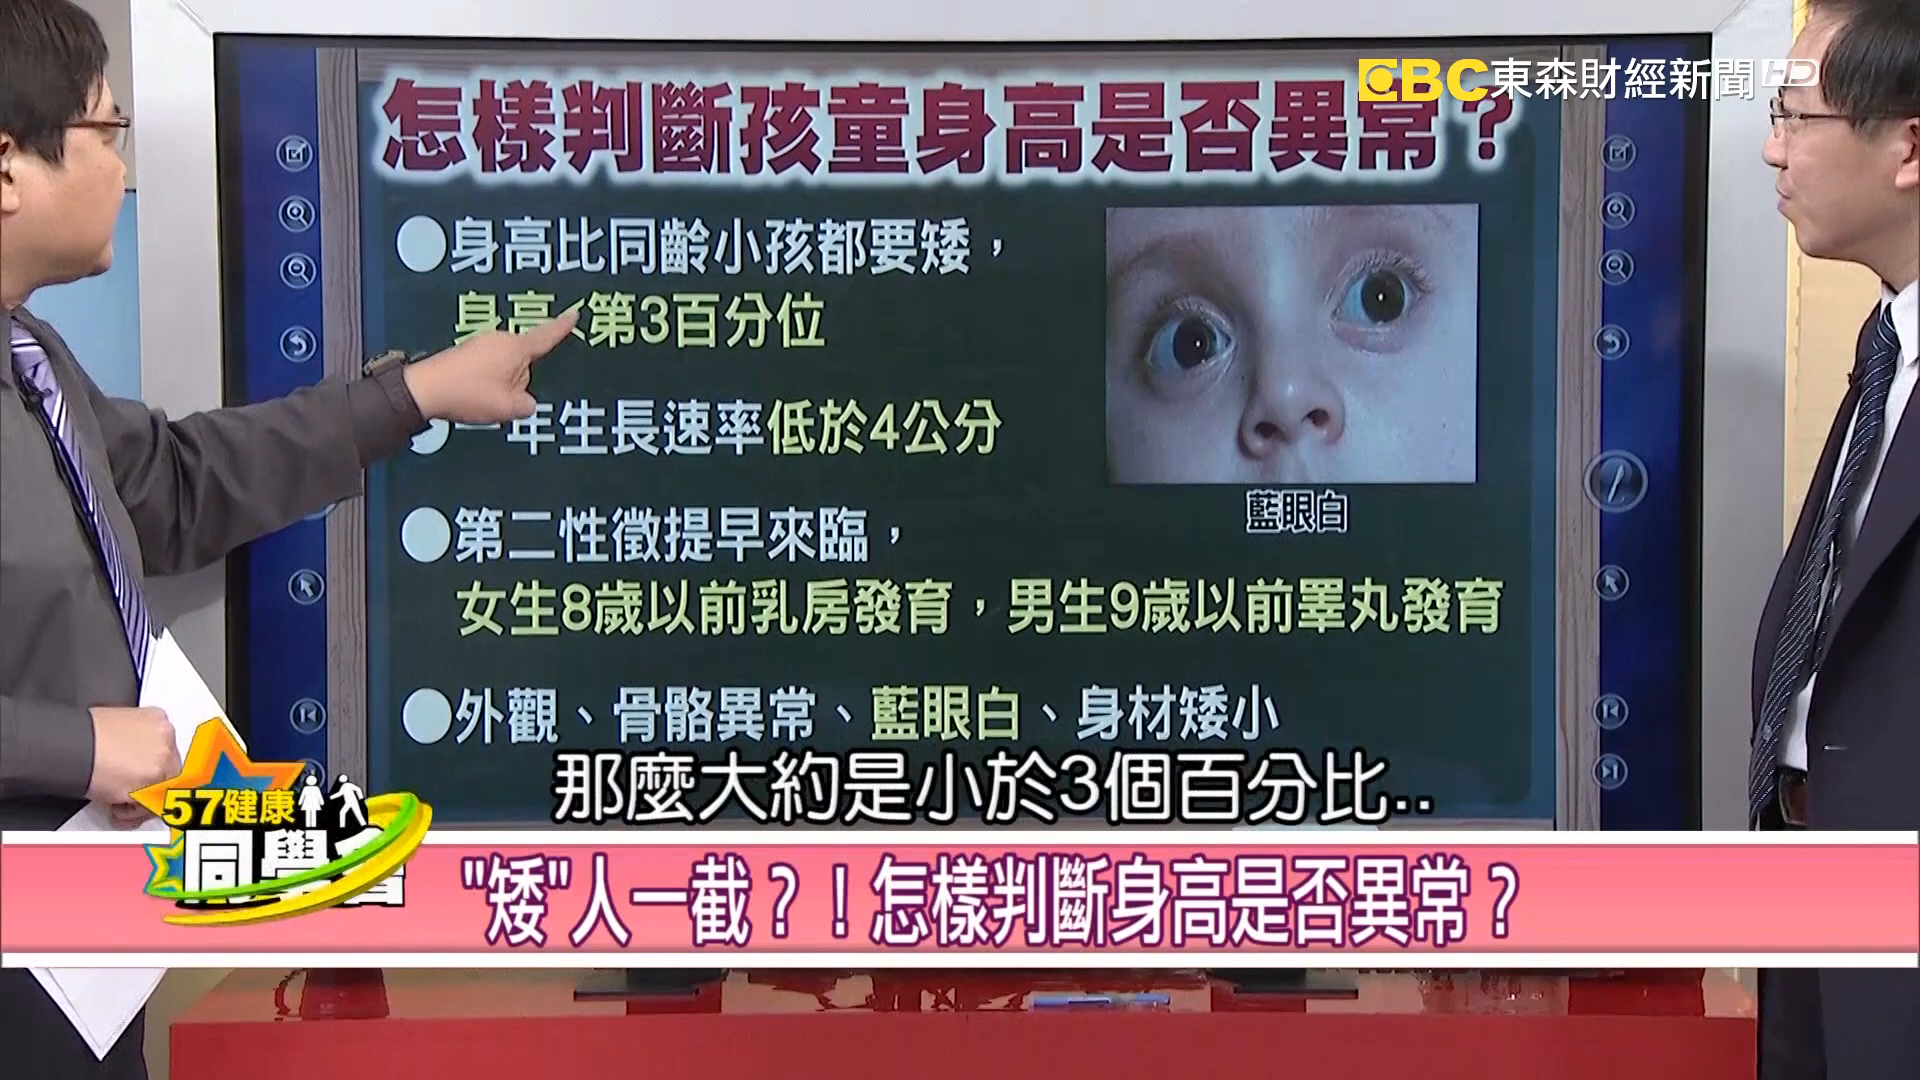 EBC東森財經新聞HD
怎樣判斷孩童身高是否異常？
●身高比同齡小孩都要矮，
身高<第3百分位
●一年生長速率低於4公分
●第二性徵提早來臨，
女生8歲以前乳房發育，男生9歲以前睪丸發育
●外觀、骨骼異常、藍眼白、身材矮小
藍眼白
那麼大約是小於3個百分比..
57健康
同學會
"矮"人一截？！怎樣判斷身高是否異常？